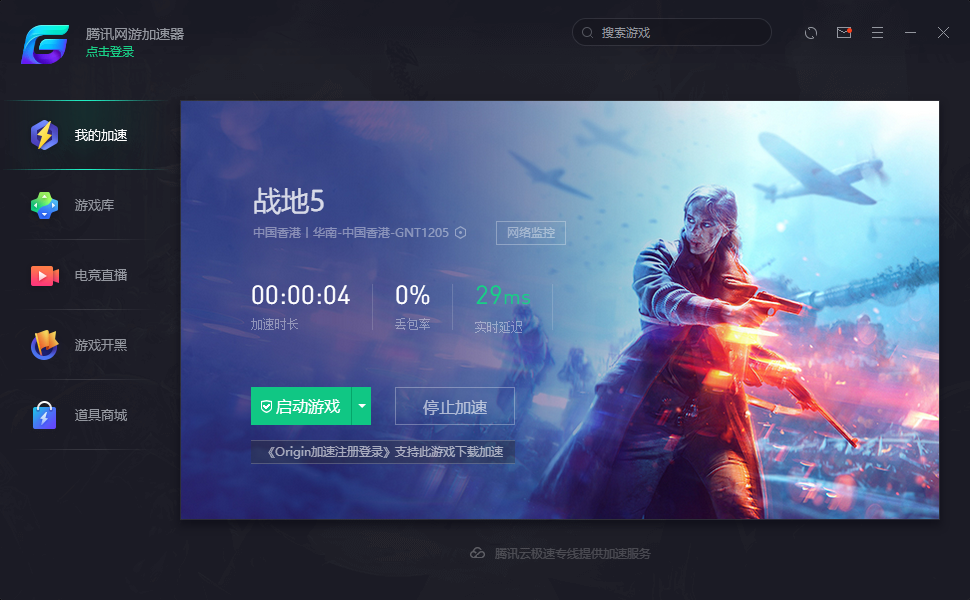 腾讯网游加速器
点击登录
搜索游戏
我的加速
游戏库
电竞直播
游戏开黑
道具商城
战地5
中国香港 | 华南-中国香港-GNT1205
网络监控
00:00:04
加速时长
0%
丢包率
29ms
实时延迟
启动游戏
停止加速
《Origin加速注册登录》支持此游戏下载加速
腾讯云极速专线提供加速服务